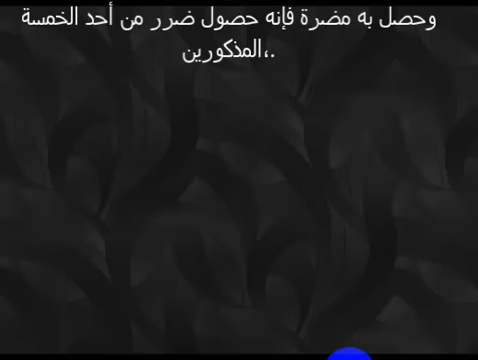 وحصل به مضرة فإنه حصول ضرر من أحد الخمسة
المذكورين،.